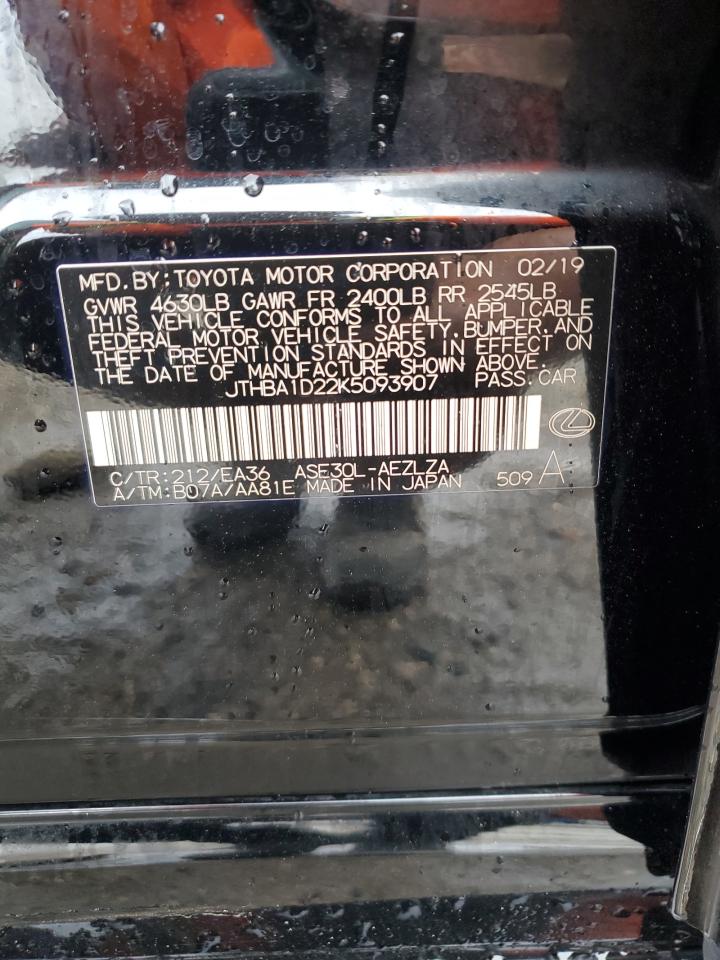 MFD. BY: TOYOTA MOTOR CORPORATION 02/19
GVWR 4630LB GAWR FR 2400LB RR 2545LB
THIS VEHICLE CONFORMS TO ALL APPLICABLE
FEDERAL MOTOR VEHICLE SAFETY, BUMPER, AND
THEFT PREVENTION STANDARDS IN EFFECT ON
THE DATE OF MANUFACTURE SHOWN ABOVE.
JTHBA1D22K5093907 PASS. CAR
C/TR: 212/EA36 ASE30L-AEZLZA
A/TM: B07A/AA81E MADE IN JAPAN 509 A